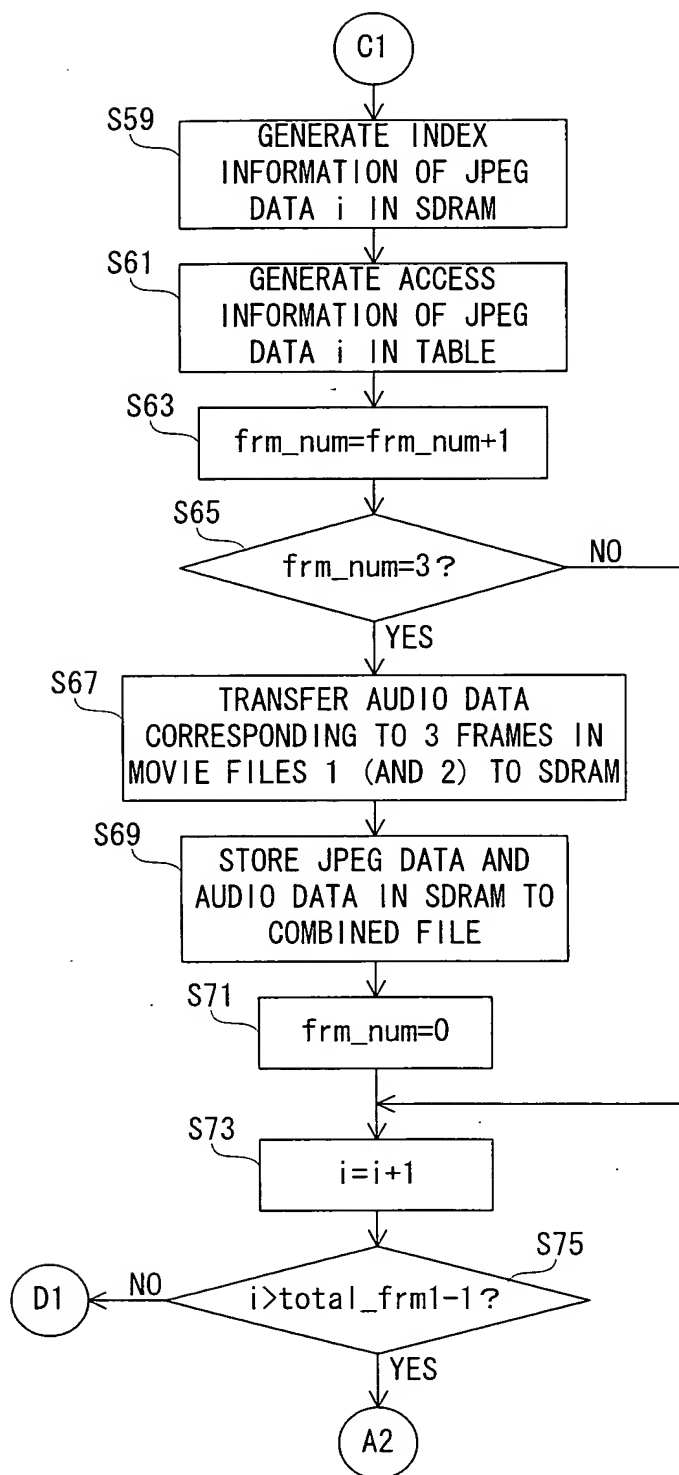 C1
S59
GENERATE INDEX
INFORMATION OF JPEG
DATA i IN SDRAM
S61
GENERATE ACCESS
INFORMATION OF JPEG
DATA i IN TABLE
S63
frm_num=frm_num+1
S65
frm_num=3?
NO
YES
S67
TRANSFER AUDIO DATA
CORRESPONDING TO 3 FRAMES IN
MOVIE FILES 1 (AND 2) TO SDRAM
S69
STORE JPEG DATA AND
AUDIO DATA IN SDRAM TO
COMBINED FILE
S71
frm_num=0
S73
i=i+1
S75
i>total_frm1-1?
NO
D1
YES
A2